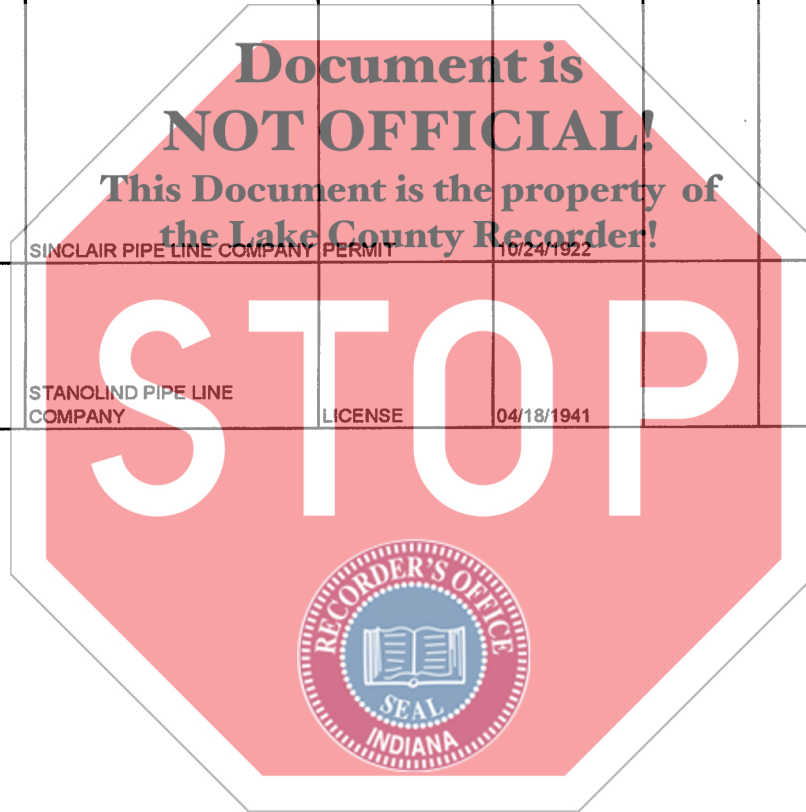 Document is
NOT OFFICIAL!
This Document is the property of
the Lake County Recorder!
SINCLAIR PIPE LINE COMPANY PERMIT 10/24/1922
STANOLIND PIPE LINE
COMPANY LICENSE 04/18/1941
STOP
RECORDER'S OFFICE
SEAL
INDIANA